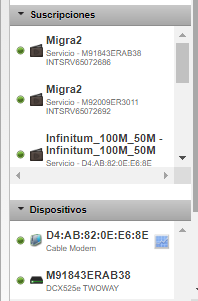 Suscripciones
Migra2
Servicio - M91843ERAB38
INTSRV65072686
Migra2
Servicio - M92009ER3011
INTSRV65072692
Infinitum_100M_50M -
Infinitum_100M_50M
Servicio - D4:AB:82:0E:E6:8E
Dispositivos
D4:AB:82:0E:E6:8E
Cable Modem
M91843ERAB38
DCX525e TWOWAY